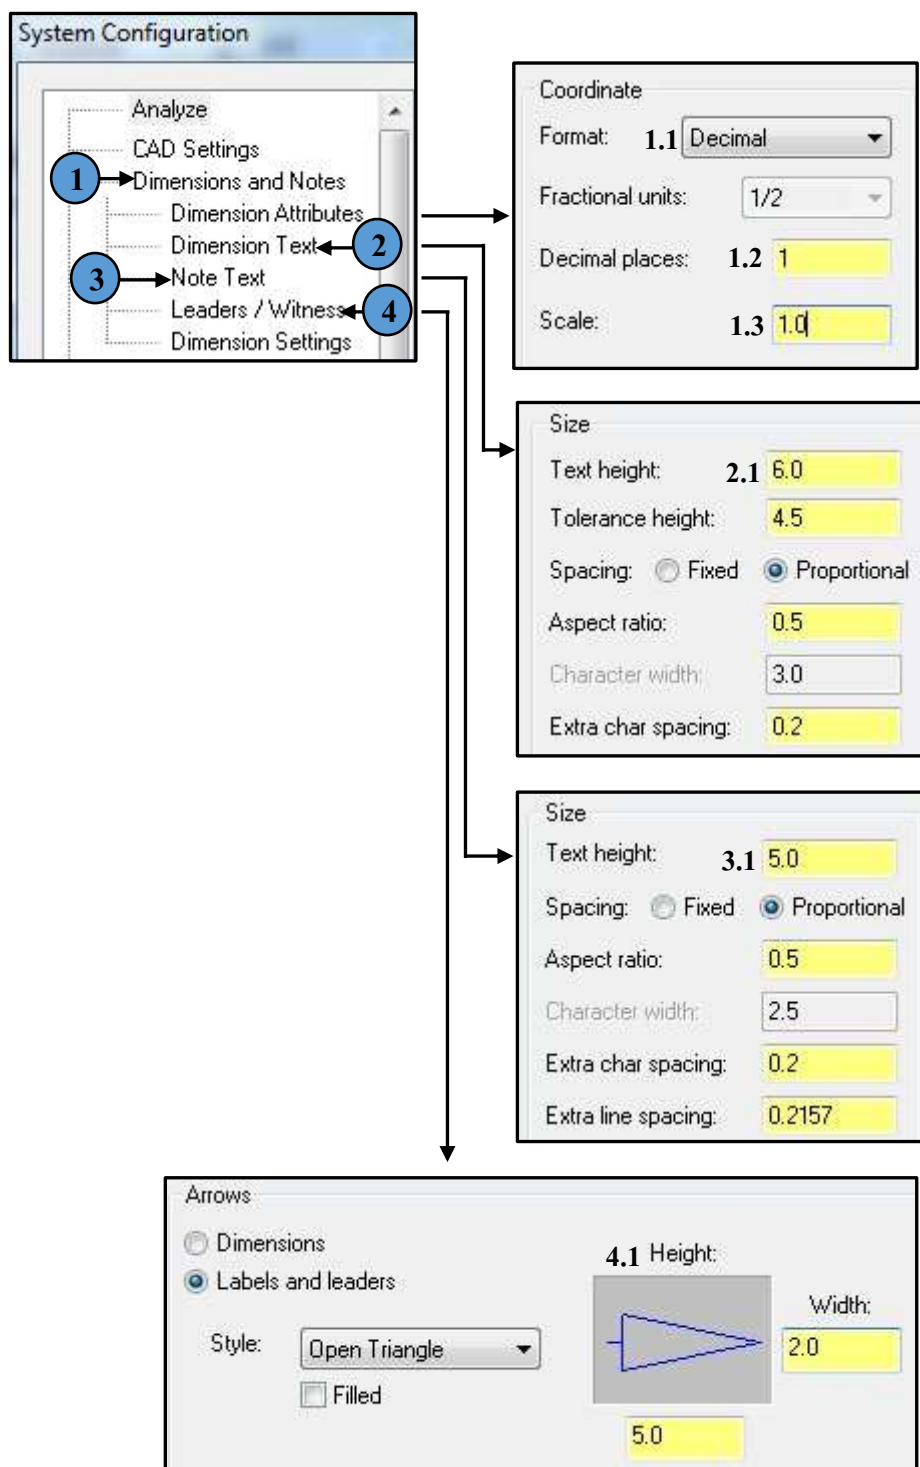 System Configuration
Analyze
CAD Settings
1 Dimensions and Notes
Dimension Attributes
Dimension Text 2
3 Note Text
Leaders / Witness 4
Dimension Settings
Coordinate
Format: 1.1 Decimal
Fractional units: 1/2
Decimal places: 1.2 1
Scale: 1.3 1.0
Size
Text height: 2.1 6.0
Tolerance height: 4.5
Spacing: Fixed Proportional
Aspect ratio: 0.5
Character width: 3.0
Extra char spacing: 0.2
Size
Text height: 3.1 5.0
Spacing: Fixed Proportional
Aspect ratio: 0.5
Character width: 2.5
Extra char spacing: 0.2
Extra line spacing: 0.2157
Arrows
Dimensions
Labels and leaders
Style: Open Triangle
Filled
4.1 Height:
Width:
2.0
5.0